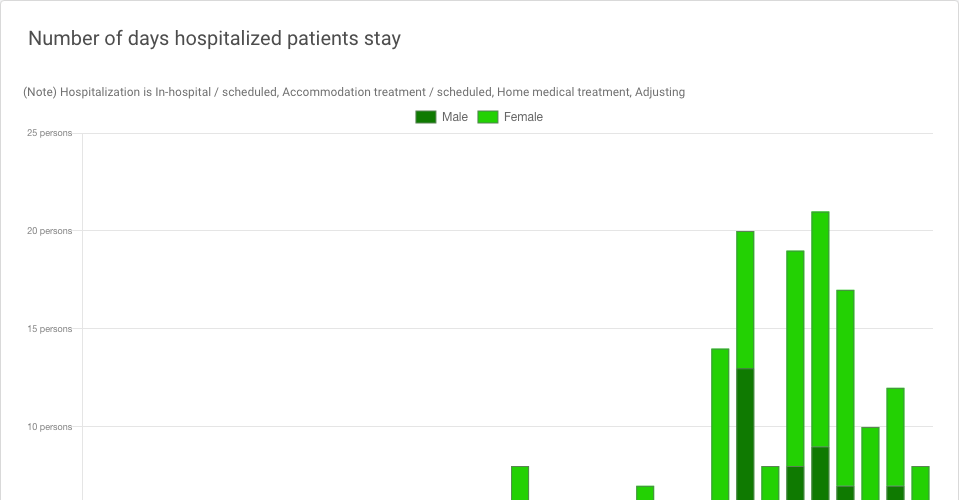 Number of days hospitalized patients stay
(Note) Hospitalization is In-hospital / scheduled, Accommodation treatment / scheduled, Home medical treatment, Adjusting
Male Female
25 persons
20 persons
15 persons
10 persons